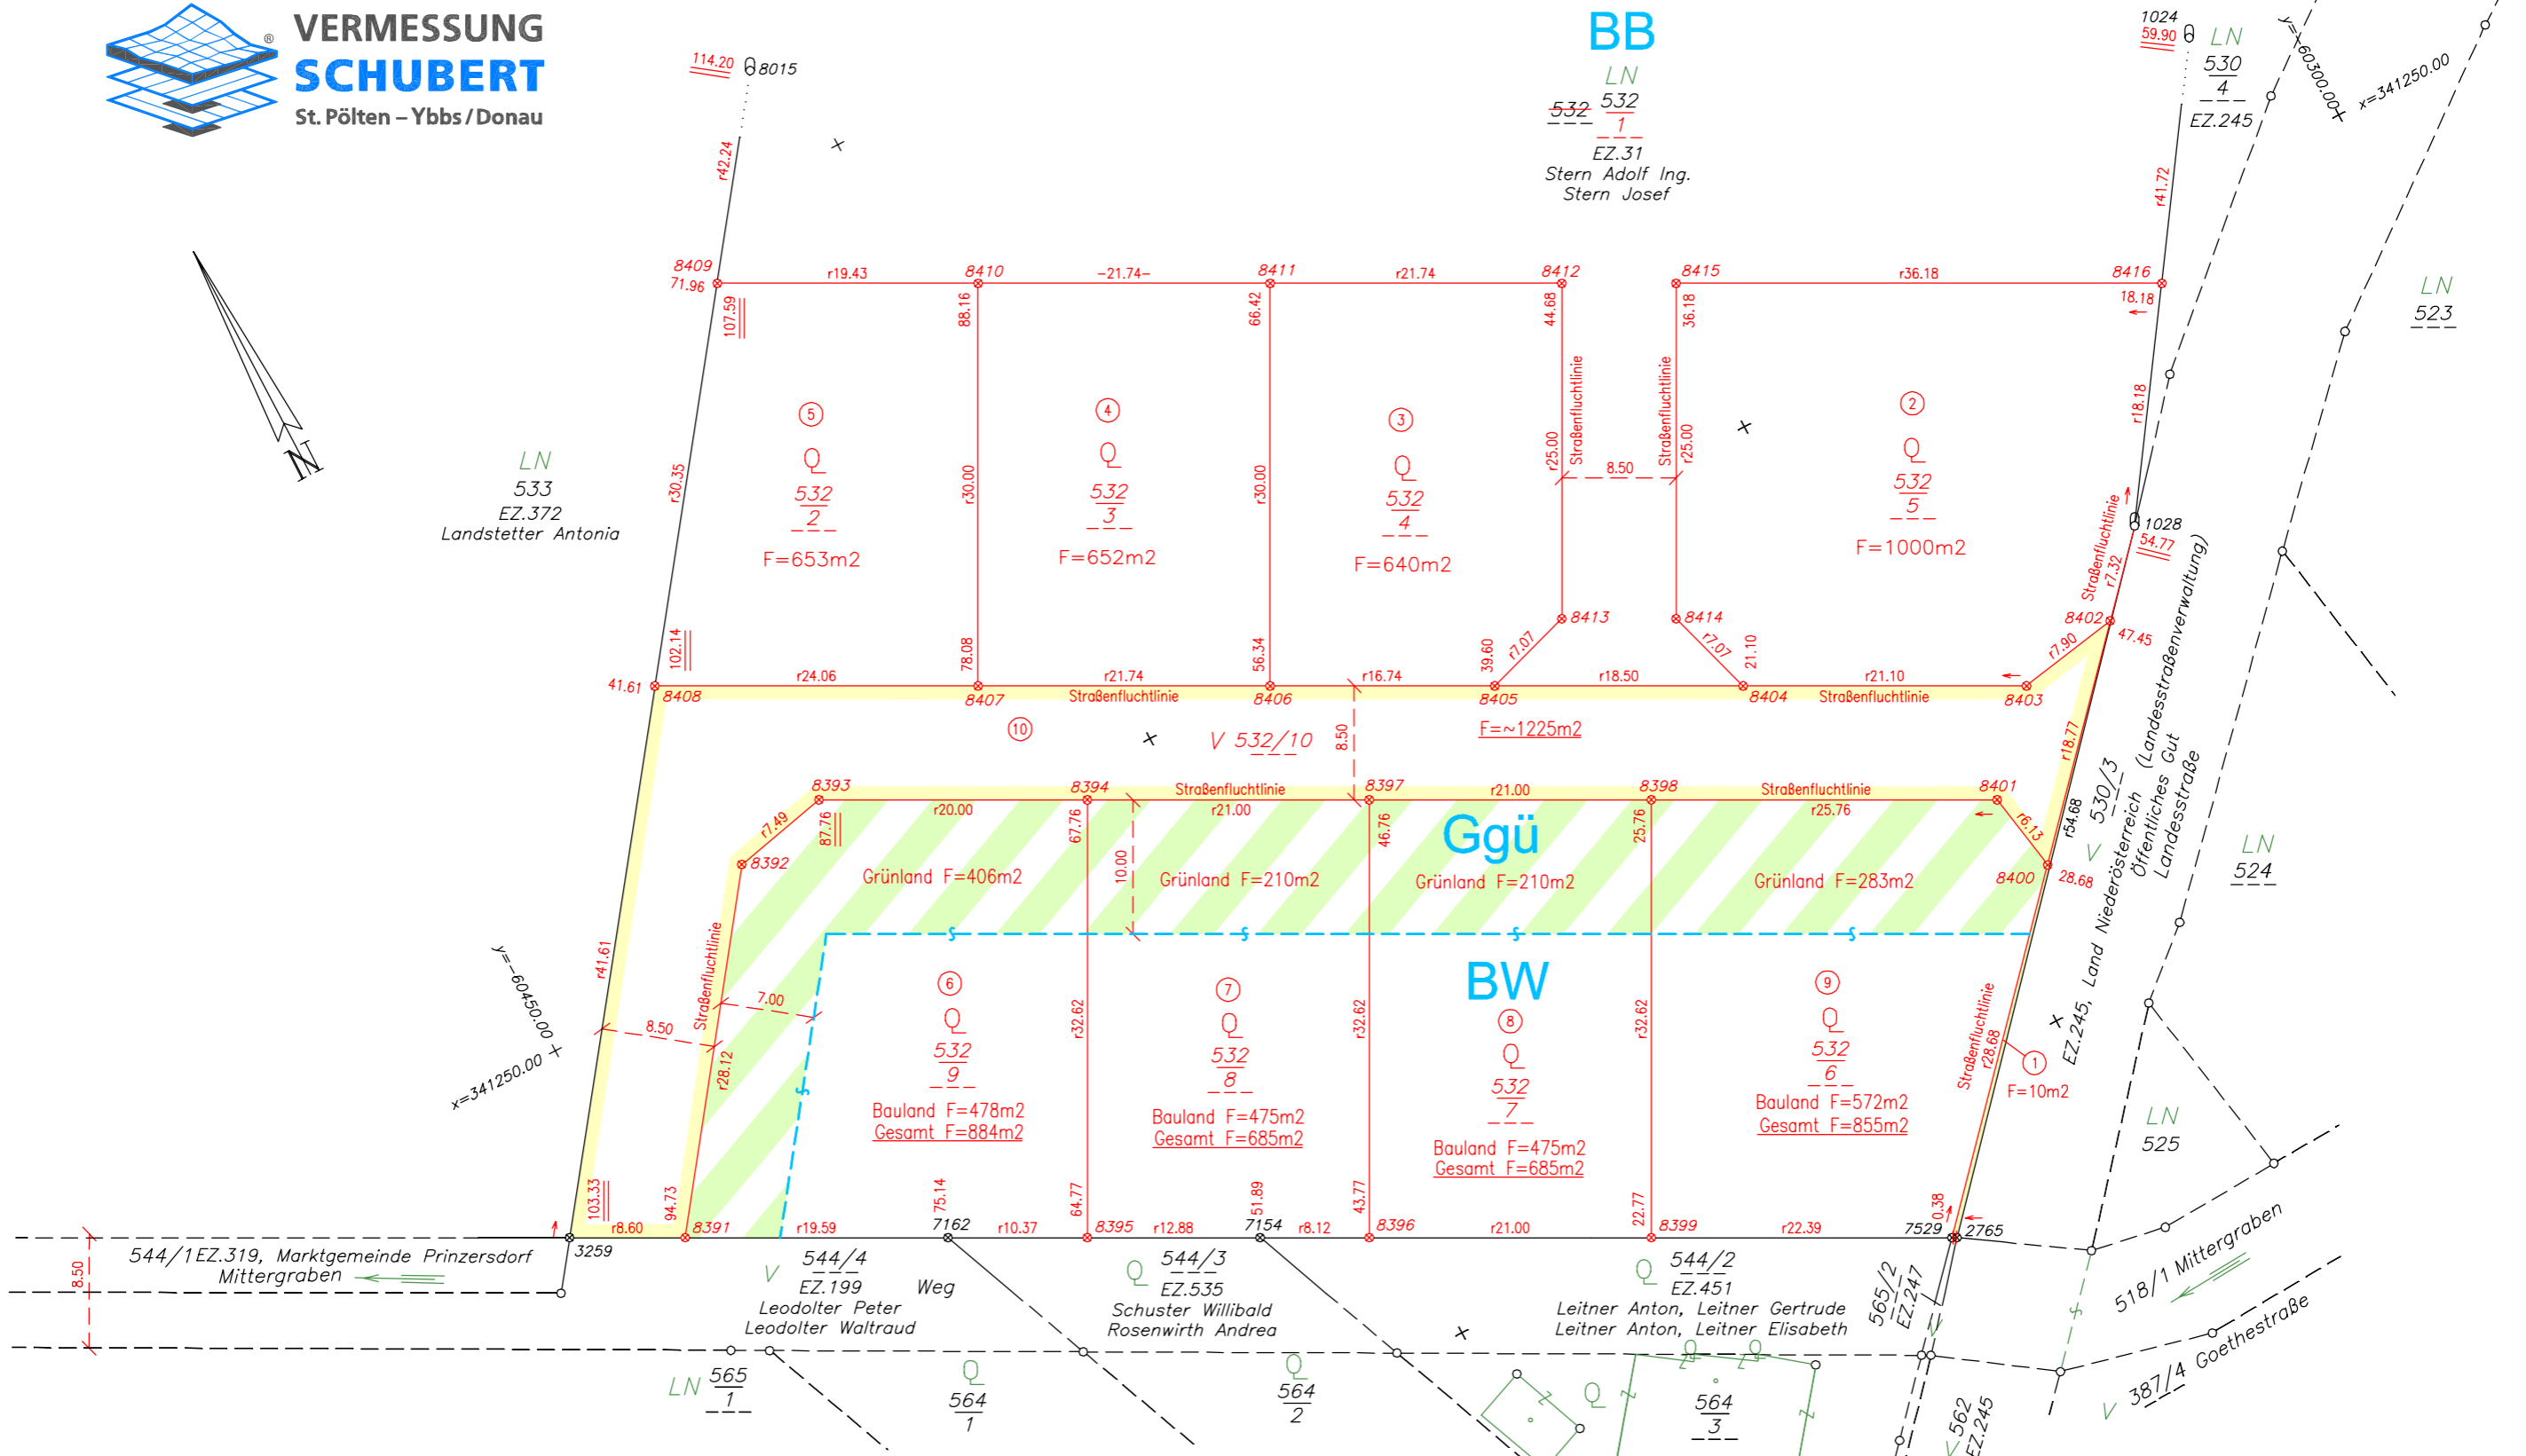 VERMESSUNG
SCHUBERT
®
St. Pölten – Ybbs / Donau
BB
LN
532
532
1
EZ.31
Stern Adolf Ing.
Stern Josef
114.20
8015
r42.24
1024
59.90
LN
530
4
EZ.245
y=-60300.00
x=341250.00
r41.72
8409
71.96
r19.43
8410
-21.74-
8411
r21.74
8412
8415
r36.18
8416
18.18
107.59
88.16
66.42
44.68
36.18
LN
523
N
LN
533
EZ.372
Landstetter Antonia
r30.35
5
Q
532
2
F=653m2
r30.00
4
Q
532
3
F=652m2
r30.00
3
Q
532
4
F=640m2
r25.00
Straßenfluchtlinie
8.50
Straßenfluchtlinie
r25.00
2
Q
532
5
F=1000m2
r18.18
1028
54.77
Straßenfluchtlinie
r7.32
8402
47.45
r7.90
8413
8414
r7.07
r7.07
102.14
78.08
56.34
39.60
21.10
41.61
8408
r24.06
8407
r21.74
Straßenfluchtlinie
8406
r16.74
8405
r18.50
8404
r21.10
Straßenfluchtlinie
8403
10
V 532/10
8.50
F=~1225m2
r18.77
r54.68
V 530/3
EZ.245, Land Niederösterreich (Landesstraßenverwaltung)
Öffentliches Gut
Landesstraße
8393
r20.00
8394
Straßenfluchtlinie
r21.00
8397
r21.00
8398
Straßenfluchtlinie
r25.76
8401
r7.49
87.76
67.76
46.76
25.76
r6.13
8392
10.00
Ggü
Grünland F=406m2
Grünland F=210m2
Grünland F=210m2
Grünland F=283m2
8400
28.68
LN
524
BW
r41.61
Straßenfluchtlinie
7.00
8.50
r28.12
y=-60450.00
x=341250.00
6
Q
532
9
Bauland F=478m2
Gesamt F=884m2
r32.62
7
Q
532
8
Bauland F=475m2
Gesamt F=685m2
r32.62
8
Q
532
7
Bauland F=475m2
Gesamt F=685m2
r32.62
9
Q
532
6
Bauland F=572m2
Gesamt F=855m2
Straßenfluchtlinie
r28.68
1
F=10m2
LN
525
103.33
94.73
75.14
64.77
51.89
43.77
22.77
0.38
3259
r8.60
8391
r19.59
7162
r10.37
8395
r12.88
7154
r8.12
8396
r21.00
8399
r22.39
7529
2765
8.50
544/1 EZ.319, Marktgemeinde Prinzersdorf
Mittergraben
V
544/4
EZ.199
Weg
Leodolter Peter
Leodolter Waltraud
Q
544/3
EZ.535
Schuster Willibald
Rosenwirth Andrea
Q
544/2
EZ.451
Leitner Anton, Leitner Gertrude
Leitner Anton, Leitner Elisabeth
565/2
EZ.247
V
518/1 Mittergraben
V 387/4 Goethestraße
LN
565
1
Q
564
1
Q
564
2
Q
Q
Q
564
3
V 562
EZ.245